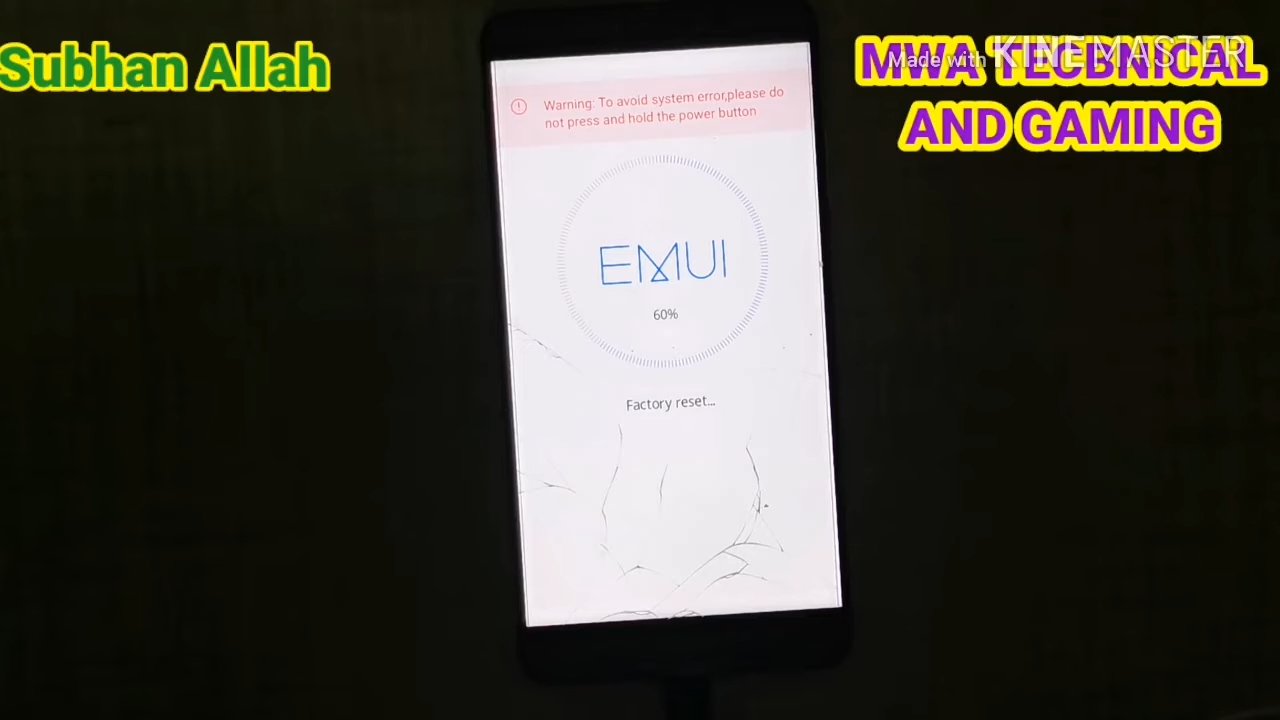 Subhan Allah
MWA TECBNICAL
AND GAMING
Made with KINEMASTER
Warning: To avoid system error,please do
not press and hold the power button
EMUI
60%
Factory reset...